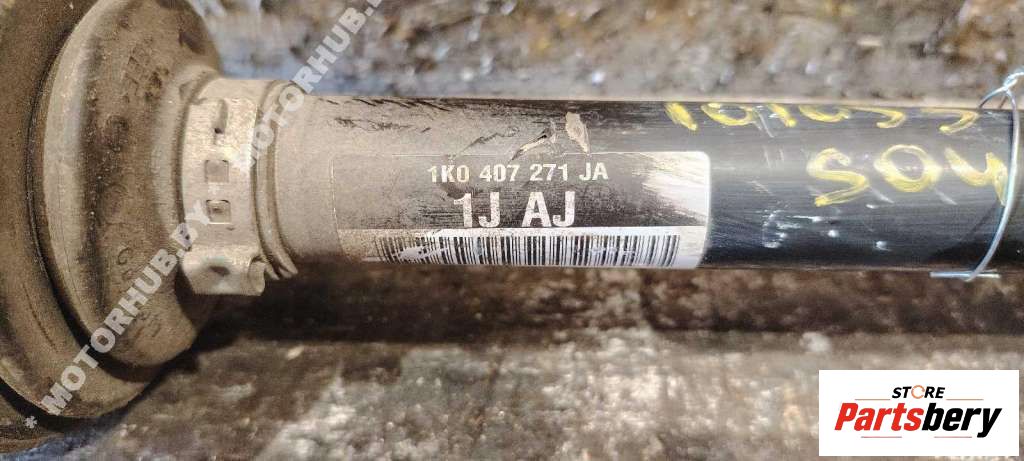 * MOTORHUB.BY
MOTORHUB.BY
1K0 407 271 JA
1J AJ
STORE
Partsbery